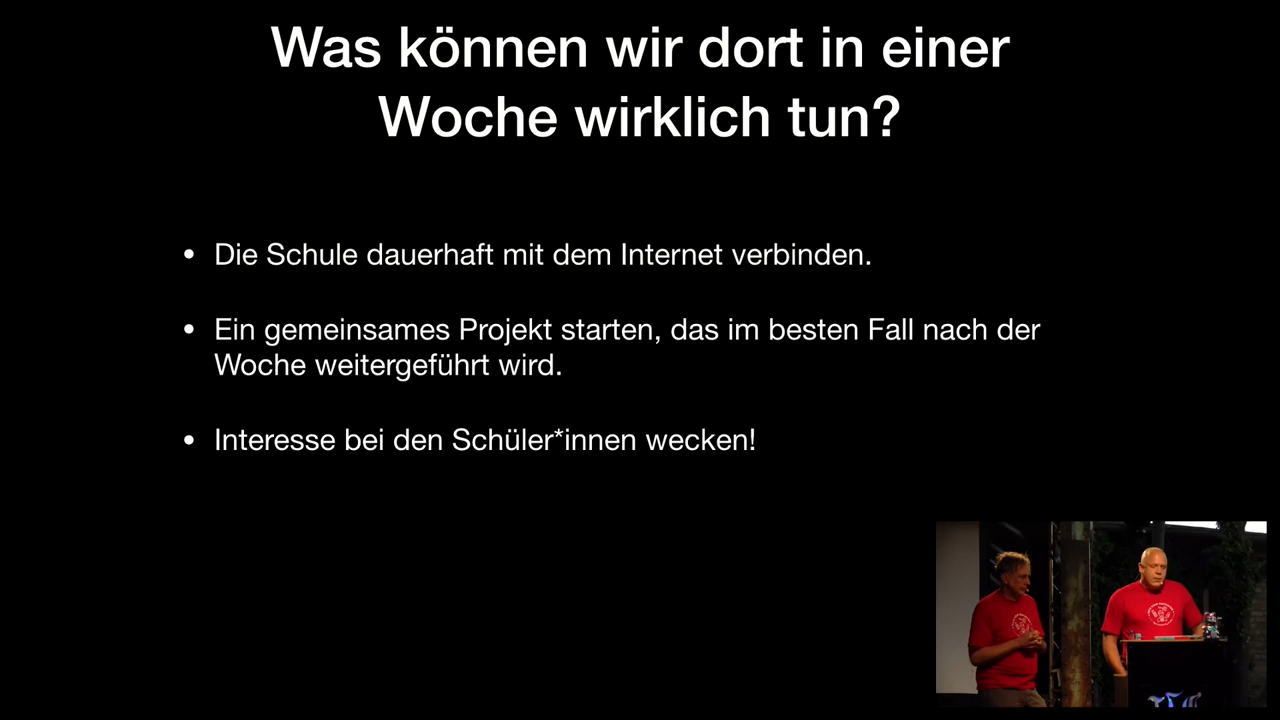 Was können wir dort in einer
Woche wirklich tun?
• Die Schule dauerhaft mit dem Internet verbinden.
• Ein gemeinsames Projekt starten, das im besten Fall nach der
Woche weitergeführt wird.
• Interesse bei den Schüler*innen wecken!